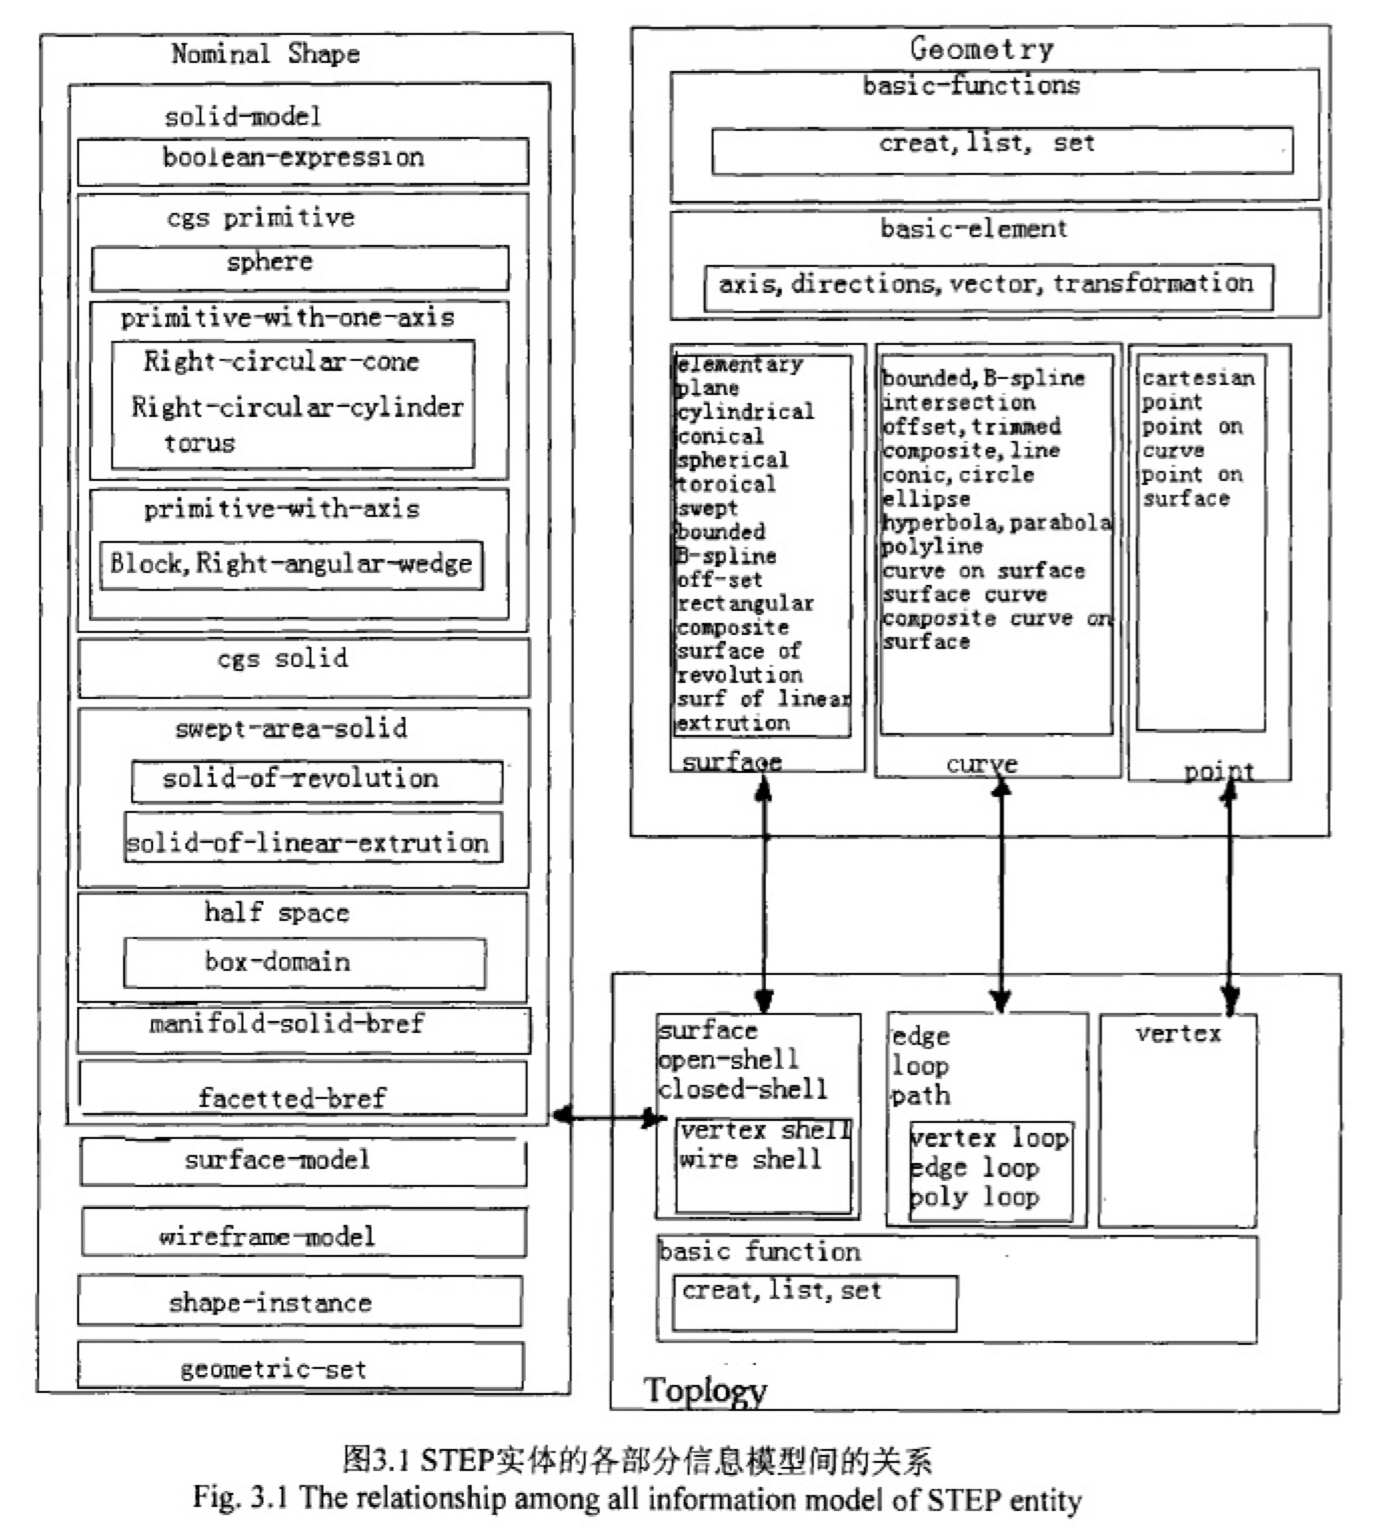 Nominal Shape
solid-model
boolean-expression
cgs primitive
sphere
primitive-with-one-axis
Right-circular-cone
Right-circular-cylinder
torus
primitive-with-axis
Block, Right-angular-wedge
cgs solid
swept-area-solid
solid-of-revolution
solid-of-linear-extrution
half space
box-domain
manifold-solid-bref
facetted-bref
surface-model
wireframe-model
shape-instance
geometric-set
Geometry
basic-functions
creat, list, set
basic-element
axis, directions, vector, transformation
elementary
plane
cylindrical
conical
spherical
toroical
swept
bounded
B-spline
off-set
rectangular
composite
surface of
revolution
surf of linear
extrution
surface
bounded, B-spline
intersection
offset, trimmed
composite, line
conic, circle
ellipse
hyperbola, parabola
polyline
curve on surface
surface curve
composite curve on
surface
curve
cartesian
point
point on
curve
point on
surface
point
surface
open-shell
closed-shell
vertex shell
wire shell
edge
loop
path
vertex loop
edge loop
poly loop
vertex
basic function
creat, list, set
Toplogy
图3.1 STEP实体的各部分信息模型间的关系
Fig. 3.1 The relationship among all information model of STEP entity